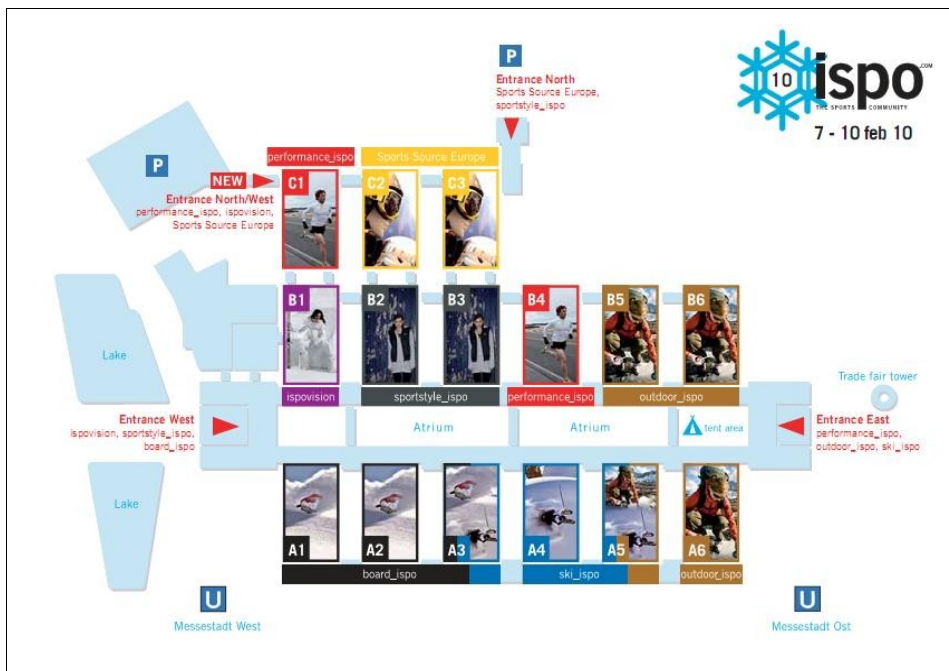 10 ispo .COM
THE SPORTS COMMUNITY
7 - 10 feb 10
P
Entrance North
Sports Source Europe,
sportstyle_ispo
P
performance_ispo
Sports Source Europe
NEW
C1 C2 C3
Entrance North/West
performance_ispo, ispovision,
Sports Source Europe
B1 B2 B3 B4 B5 B6
Lake
Trade fair tower
ispovision sportstyle_ispo performance_ispo outdoor_ispo
Entrance West
ispovision, sportstyle_ispo,
board_ispo
Atrium Atrium tent area
Entrance East
performance_ispo,
outdoor_ispo, ski_ispo
Lake
A1 A2 A3 A4 A5 A6
board_ispo ski_ispo outdoor_ispo
U
Messestadt West
U
Messestadt Ost